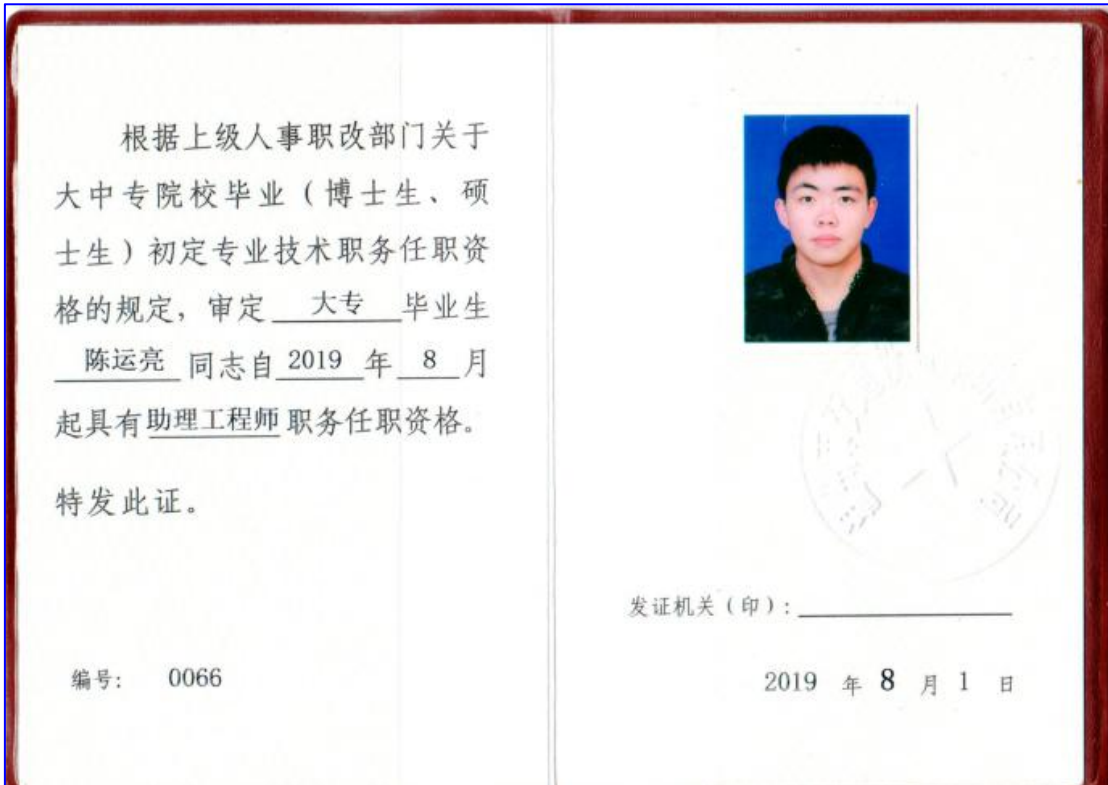 根据上级人事职改部门关于
大中专院校毕业（博士生、硕
士生）初定专业技术职务任职资
格的规定，审定 大专 毕业生
陈运亮 同志自 2019 年 8 月
起具有助理工程师职务任职资格。
特发此证。
编号： 0066
发证机关（印）：
2019 年 8 月 1 日